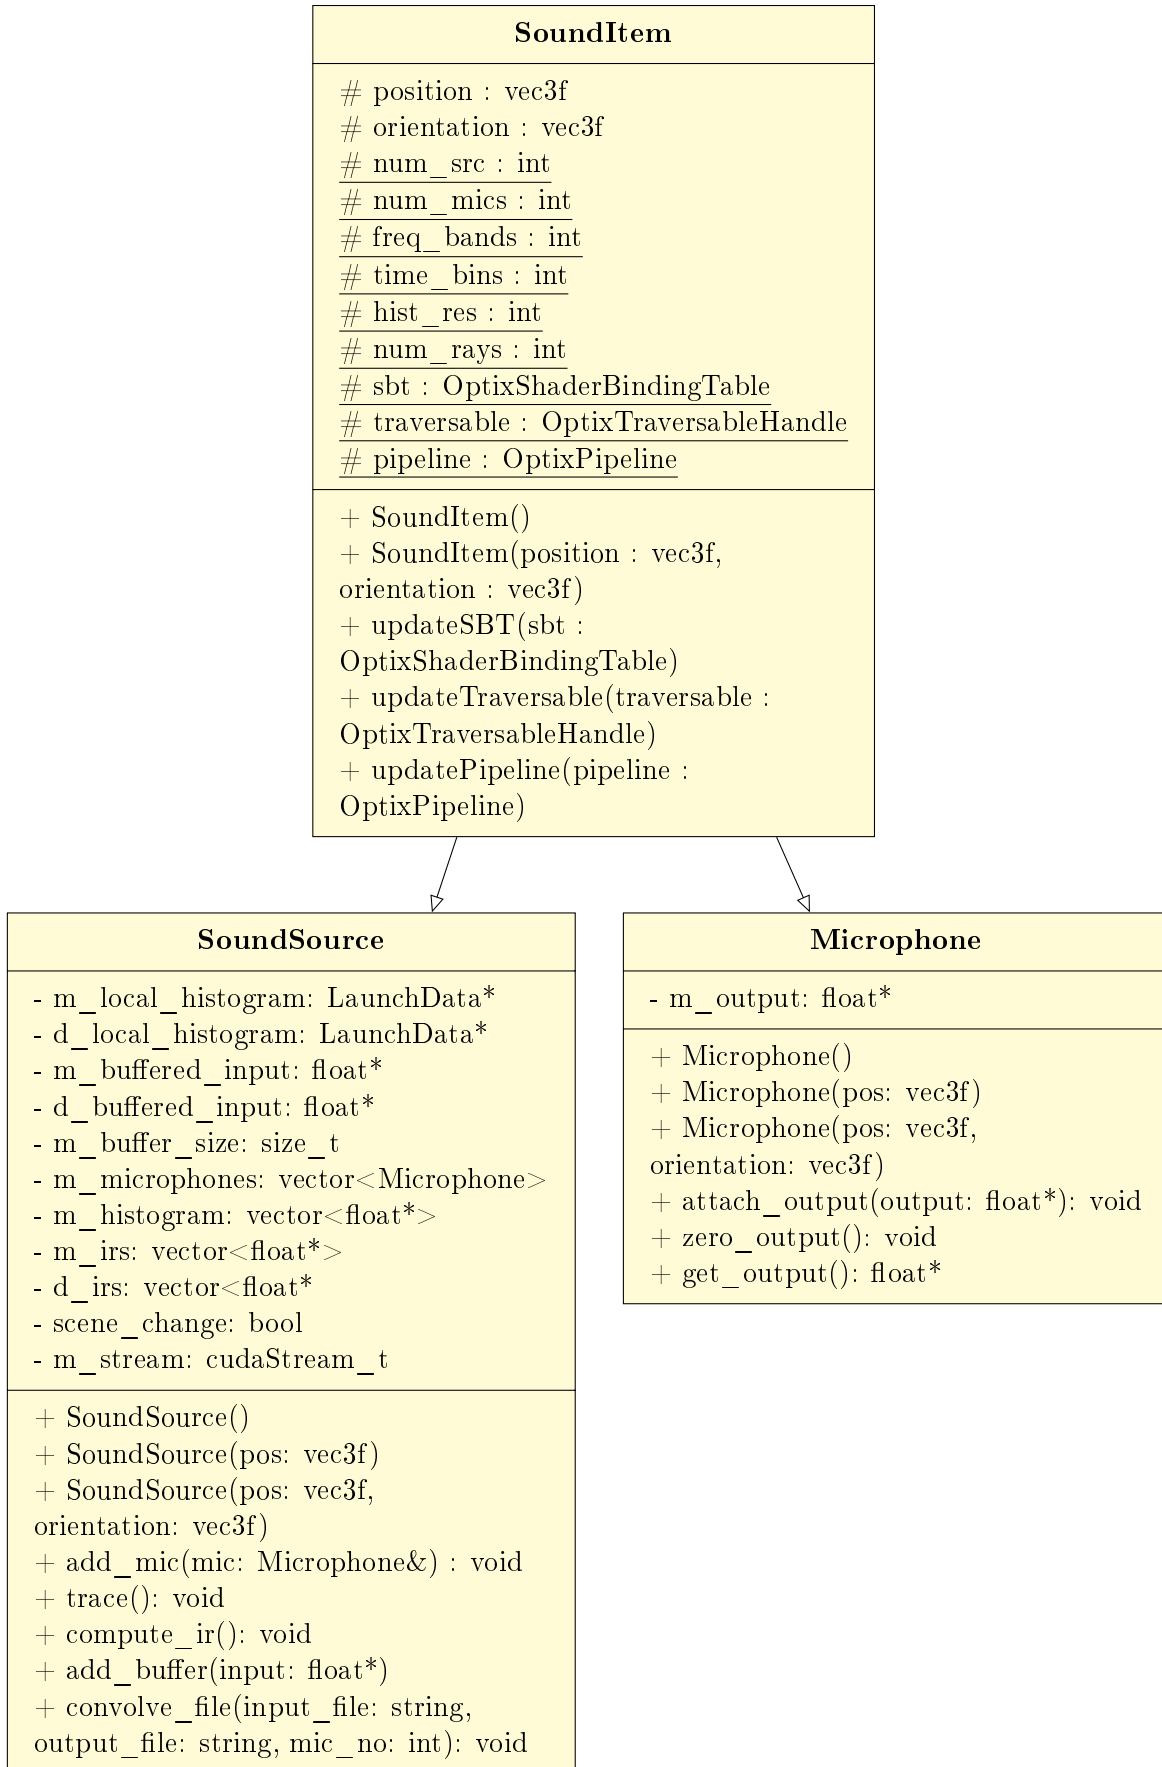 SoundItem
# position : vec3f
# orientation : vec3f
# num_src : int
# num_mics : int
# freq_bands : int
# time_bins : int
# hist_res : int
# num_rays : int
# sbt : OptixShaderBindingTable
# traversable : OptixTraversableHandle
# pipeline : OptixPipeline
+ SoundItem()
+ SoundItem(position : vec3f,
orientation : vec3f)
+ updateSBT(sbt :
OptixShaderBindingTable)
+ updateTraversable(traversable :
OptixTraversableHandle)
+ updatePipeline(pipeline :
OptixPipeline)
SoundSource
- m_local_histogram: LaunchData*
- d_local_histogram: LaunchData*
- m_buffered_input: float*
- d_buffered_input: float*
- m_buffer_size: size_t
- m_microphones: vector<Microphone>
- m_histogram: vector<float*>
- m_irs: vector<float*>
- d_irs: vector<float*
- scene_change: bool
- m_stream: cudaStream_t
+ SoundSource()
+ SoundSource(pos: vec3f)
+ SoundSource(pos: vec3f,
orientation: vec3f)
+ add_mic(mic: Microphone&) : void
+ trace(): void
+ compute_ir(): void
+ add_buffer(input: float*)
+ convolve_file(input_file: string,
output_file: string, mic_no: int): void
Microphone
- m_output: float*
+ Microphone()
+ Microphone(pos: vec3f)
+ Microphone(pos: vec3f,
orientation: vec3f)
+ attach_output(output: float*): void
+ zero_output(): void
+ get_output(): float*